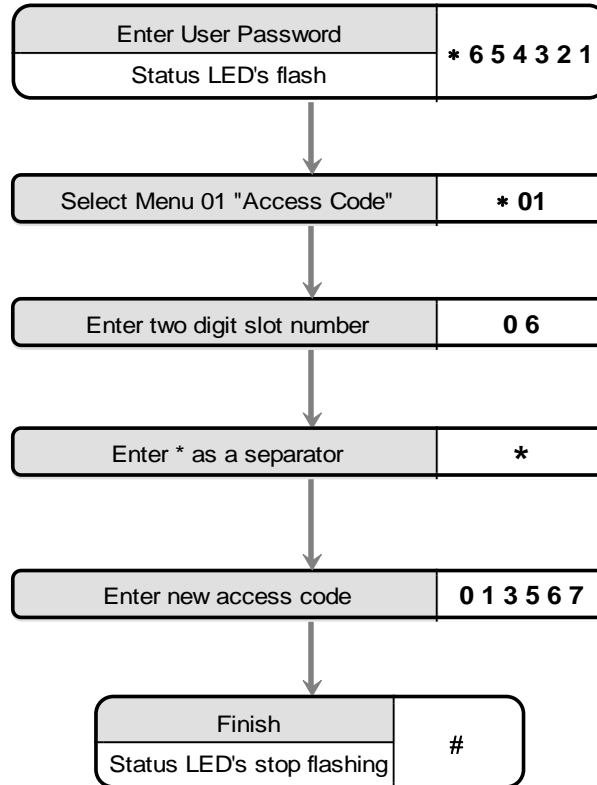 Enter User Password
Status LED's flash
* 6 5 4 3 2 1
Select Menu 01 "Access Code"
* 01
Enter two digit slot number
0 6
Enter * as a separator
*
Enter new access code
0 1 3 5 6 7
Finish
Status LED's stop flashing
#